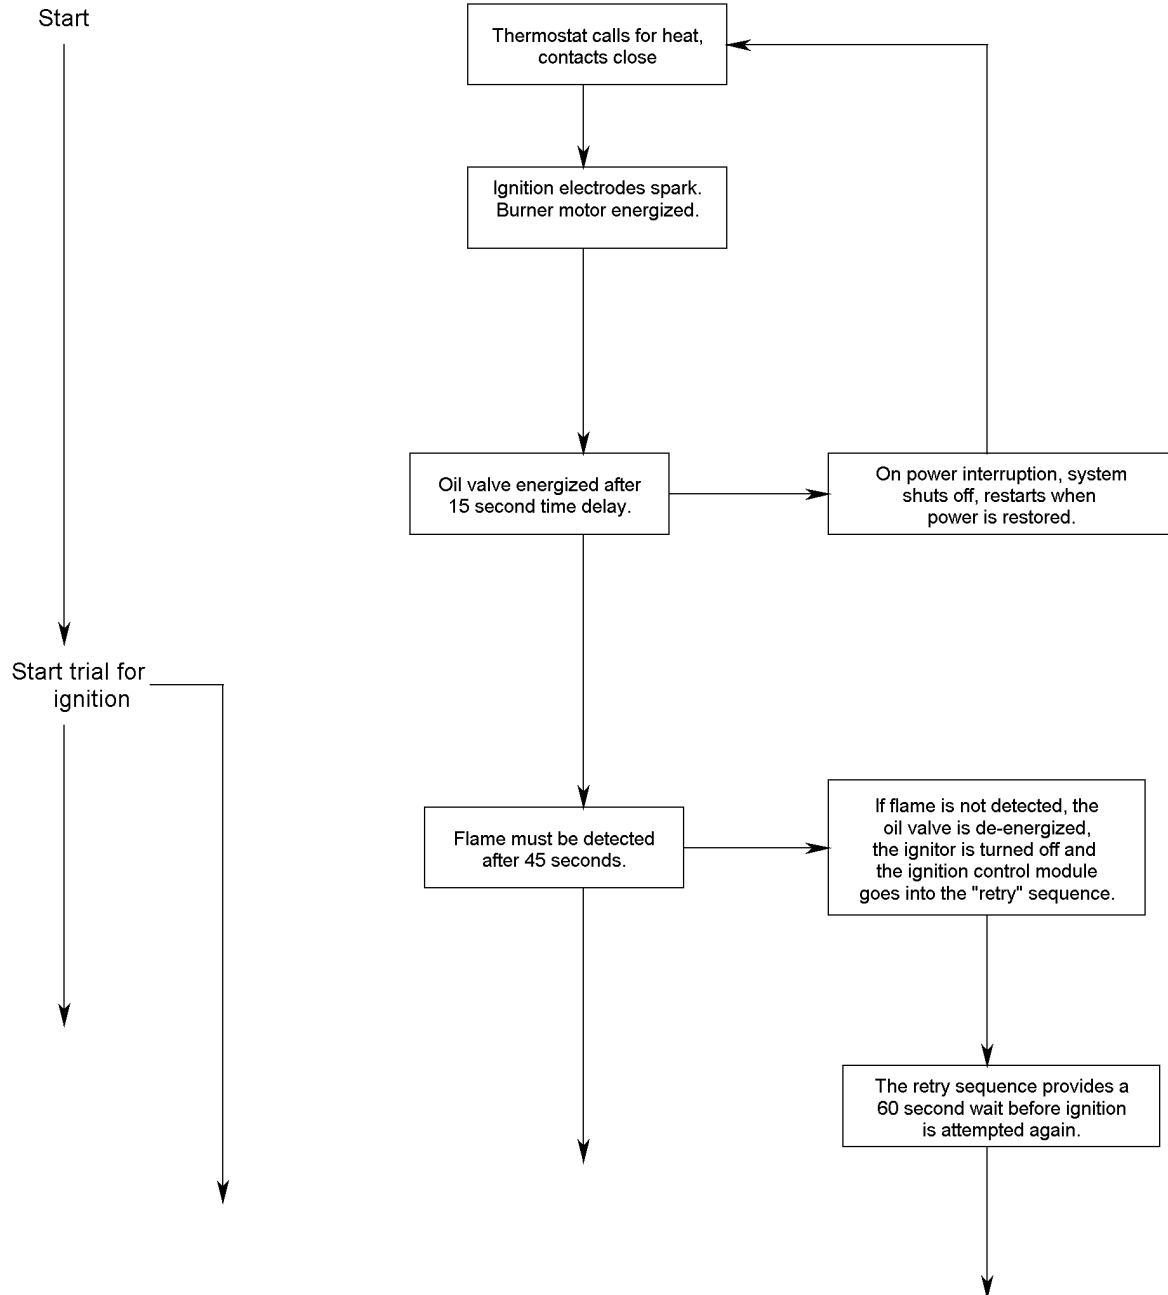 Start
Thermostat calls for heat,
contacts close
Ignition electrodes spark.
Burner motor energized.
Oil valve energized after
15 second time delay.
On power interruption, system
shuts off, restarts when
power is restored.
Start trial for
ignition
Flame must be detected
after 45 seconds.
If flame is not detected, the
oil valve is de-energized,
the ignitor is turned off and
the ignition control module
goes into the "retry" sequence.
The retry sequence provides a
60 second wait before ignition
is attempted again.